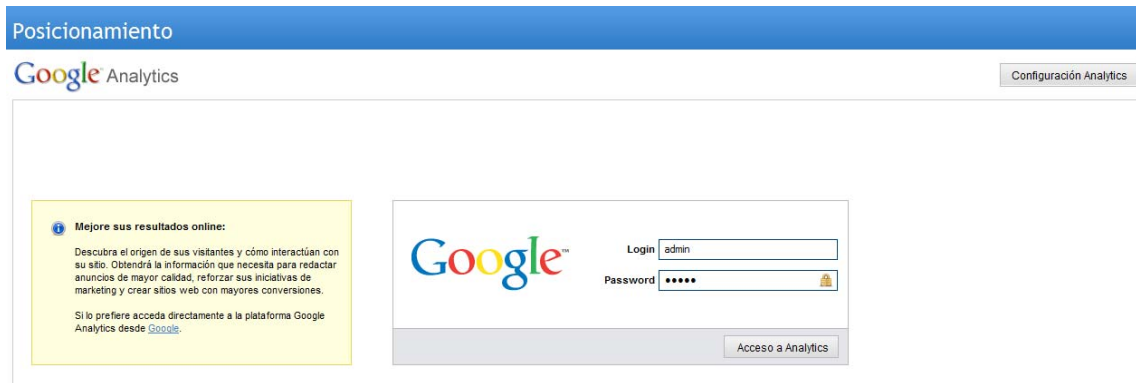 Posicionamiento
Google™ Analytics
Configuración Analytics
Mejore sus resultados online:
Descubra el origen de sus visitantes y cómo interactúan con
su sitio. Obtendrá la información que necesita para redactar
anuncios de mayor calidad, reforzar sus iniciativas de
marketing y crear sitios web con mayores conversiones.
Si lo prefiere acceda directamente a la plataforma Google
Analytics desde Google.
Google™
Login admin
Password •••••
Acceso a Analytics